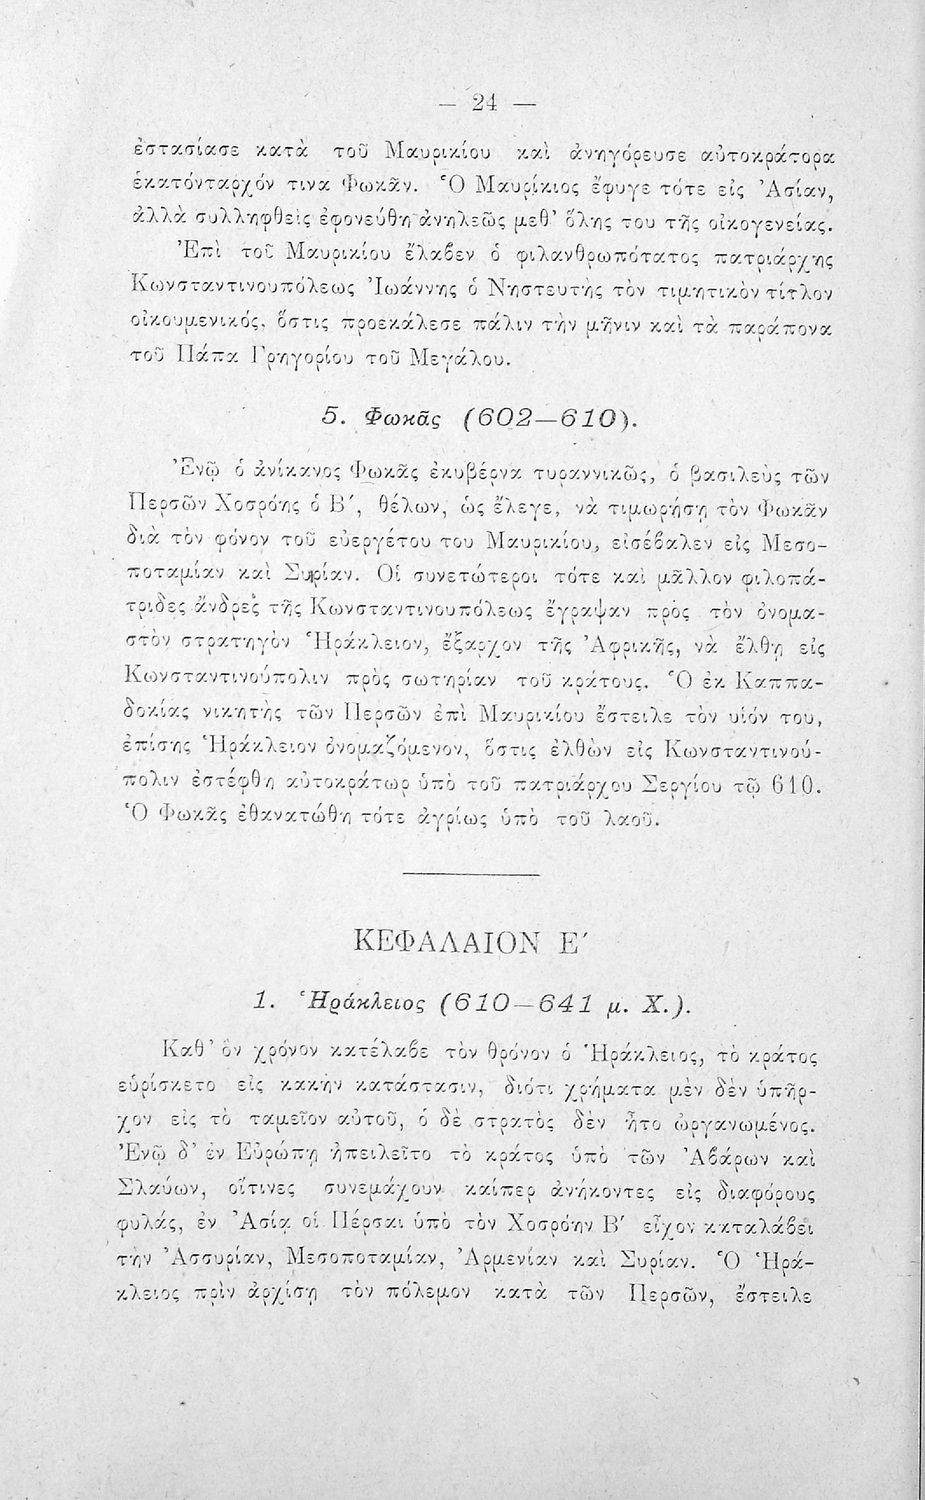 — 24 —
ἐστασίασε κατὰ τοῦ Μαυρικίου καὶ ἀνηγόρευσε αὐτοκράτορα
ἑκατόνταρχόν τινα Φωκᾶν. Ὁ Μαυρίκιος ἔφυγε τότε εἰς Ἀσίαν,
ἀλλὰ συλληφθεὶς ἐφονεύθη ἀνηλεῶς μεθ’ ὅλης του τῆς οἰκογενείας.
Ἐπὶ τοῦ Μαυρικίου ἔλαβεν ὁ φιλανθρωπότατος πατριάρχης
Κωνσταντινουπόλεως Ἰωάννης ὁ Νηστευτὴς τὸν τιμητικὸν τίτλον
οἰκουμενικός, ὅστις προεκάλεσε πάλιν τὴν μῆνιν καὶ τὰ παράπονα
τοῦ Πάπα Γρηγορίου τοῦ Μεγάλου.
5. Φωκᾶς (602—610).
Ἐνῷ ὁ ἀνίκανος Φωκᾶς ἐκυβέρνα τυραννικῶς, ὁ βασιλεὺς τῶν
Περσῶν Χοσρόης ὁ Β′, θέλων, ὡς ἔλεγε, νὰ τιμωρήσῃ τὸν Φωκᾶν
διὰ τὸν φόνον τοῦ εὐεργέτου του Μαυρικίου, εἰσέβαλεν εἰς Μεσο-
ποταμίαν καὶ Συρίαν. Οἱ συνετώτεροι τότε καὶ μᾶλλον φιλοπά-
τριδες ἄνδρες τῆς Κωνσταντινουπόλεως ἔγραψαν πρὸς τὸν ὀνομα-
στὸν στρατηγὸν Ἡράκλειον, ἔξαρχον τῆς Ἀφρικῆς, νὰ ἔλθῃ εἰς
Κωνσταντινούπολιν πρὸς σωτηρίαν τοῦ κράτους. Ὁ ἐκ Καππα-
δοκίας νικητὴς τῶν Περσῶν ἐπὶ Μαυρικίου ἔστειλε τὸν υἱόν του,
ἐπίσης Ἡράκλειον ὀνομαζόμενον, ὅστις ἐλθὼν εἰς Κωνσταντινού-
πολιν ἐστέφθη αὐτοκράτωρ ὑπὸ τοῦ πατριάρχου Σεργίου τῷ 610.
Ὁ Φωκᾶς ἐθανατώθη τότε ἀγρίως ὑπὸ τοῦ λαοῦ.
ΚΕΦΑΛΑΙΟΝ Ε′
1. Ἡράκλειος (610—641 μ. Χ.).
Καθ’ ὃν χρόνον κατέλαβε τὸν θρόνον ὁ Ἡράκλειος, τὸ κράτος
εὑρίσκετο εἰς κακὴν κατάστασιν, διότι χρήματα μὲν δὲν ὑπῆρ-
χον εἰς τὸ ταμεῖον αὐτοῦ, ὁ δὲ στρατὸς δὲν ἦτο ὠργανωμένος.
Ἐνῷ δ’ ἐν Εὐρώπῃ ἠπειλεῖτο τὸ κράτος ὑπὸ τῶν Ἀβάρων καὶ
Σλαύων, οἵτινες συνεμάχουν καίπερ ἀνήκοντες εἰς διαφόρους
φυλάς, ἐν Ἀσίᾳ οἱ Πέρσαι ὑπὸ τὸν Χοσρόην Β′ εἶχον καταλάβει
τὴν Ἀσσυρίαν, Μεσοποταμίαν, Ἀρμενίαν καὶ Συρίαν. Ὁ Ἡρά-
κλειος πρὶν ἀρχίσῃ τὸν πόλεμον κατὰ τῶν Περσῶν, ἔστειλε